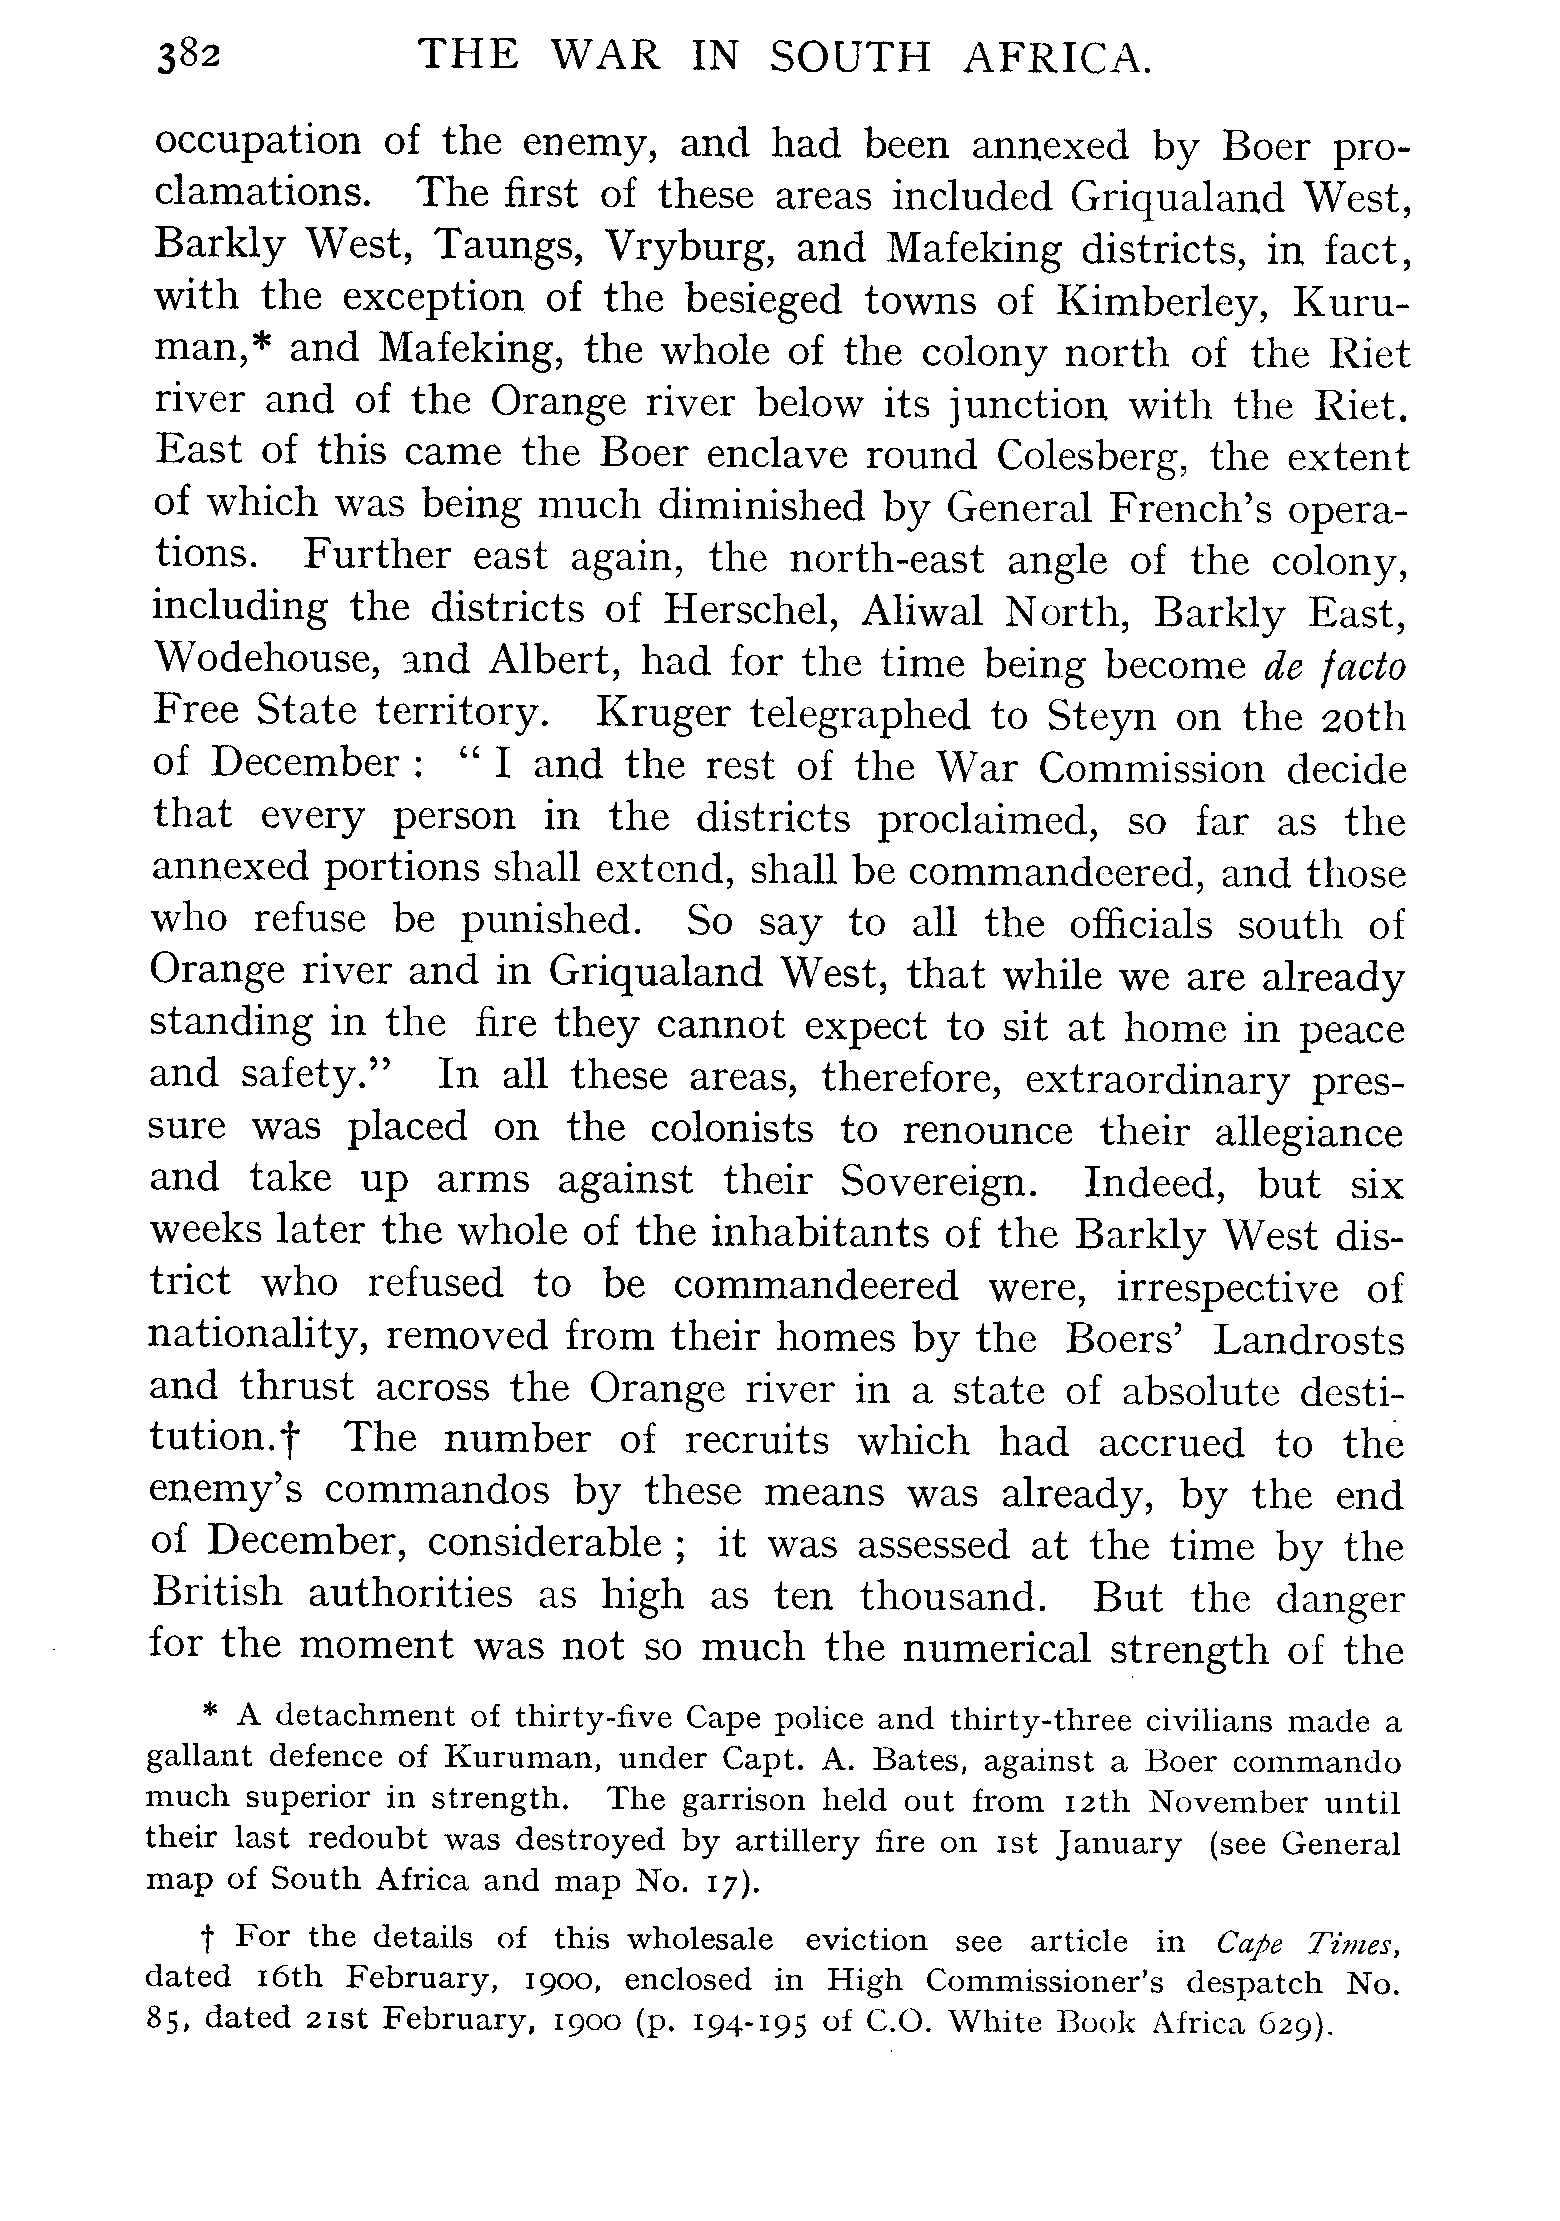 382 THE WAR IN SOUTH AFRICA.
occupation of the enemy, and had been annexed by Boer pro-
clamations. The first of these areas included Griqualand West,
Barkly West, Taungs, Vryburg, and Mafeking districts, in fact,
with the exception of the besieged towns of Kimberley, Kuru-
man,* and Mafeking, the whole of the colony north of the Riet
river and of the Orange river below its junction with the Riet.
East of this came the Boer enclave round Colesberg, the extent
of which was being much diminished by General French's opera-
tions. Further east again, the north-east angle of the colony,
including the districts of Herschel, Aliwal North, Barkly East,
Wodehouse, and Albert, had for the time being become de facto
Free State territory. Kruger telegraphed to Steyn on the 20th
of December : " I and the rest of the War Commission decide
that every person in the districts proclaimed, so far as the
annexed portions shall extend, shall be commandeered, and those
who refuse be punished. So say to all the officials south of
Orange river and in Griqualand West, that while we are already
standing in the fire they cannot expect to sit at home in peace
and safety." In all these areas, therefore, extraordinary pres-
sure was placed on the colonists to renounce their allegiance
and take up arms against their Sovereign. Indeed, but six
weeks later the whole of the inhabitants of the Barkly West dis-
trict who refused to be commandeered were, irrespective of
nationality, removed from their homes by the Boers' Landrosts
and thrust across the Orange river in a state of absolute desti-
tution.† The number of recruits which had accrued to the
enemy's commandos by these means was already, by the end
of December, considerable ; it was assessed at the time by the
British authorities as high as ten thousand. But the danger
for the moment was not so much the numerical strength of the
* A detachment of thirty-five Cape police and thirty-three civilians made a
gallant defence of Kuruman, under Capt. A. Bates, against a Boer commando
much superior in strength. The garrison held out from 12th November until
their last redoubt was destroyed by artillery fire on 1st January (see General
map of South Africa and map No. 17).
† For the details of this wholesale eviction see article in Cape Times,
dated 16th February, 1900, enclosed in High Commissioner's despatch No.
85, dated 21st February, 1900 (p. 194-195 of C.O. White Book Africa 629).